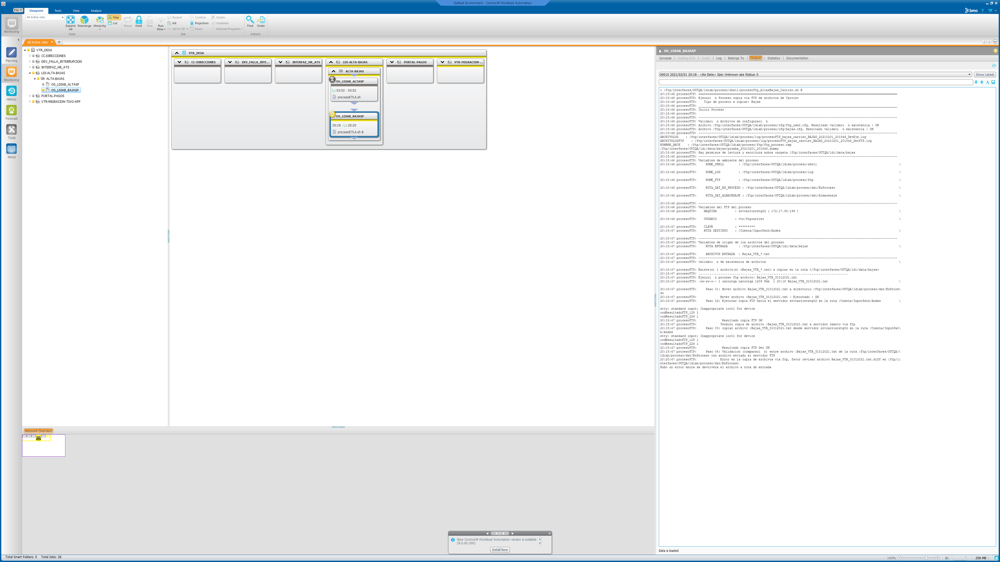 Default Environment - Control-M Workload Automation
File
Viewpoint
Tools
View
Analysis
bmc
Monitoring
All Active Jobs
Expand All
Rearrange
Hierarchy
Map
List
View
Rerun
Hold
Free
Run Now
Restart
Kill
Set to OK
Confirm
Projection
React
Delete
Undelete
External Programs
Job
Find
Order
Actions
All Active Jobs
Planning
Monitoring
History
Forecast
Tools
News
VTR_DESA
CC-DIRECCIONES
DEV_FALLA_INTERRUPCION
INTERFAZ_HR_ATS
LDI-ALTA-BAJAS
ALTA-BAJAS
OS_LDIAB_ALTASP
OS_LDIAB_BAJASP
PORTAL-PAGOS
VTR-MIGRACION-TIVO-APP
VTR_DESA
CC-DIRECCIONES
DEV_FALLA_INTE...
INTERFAZ_HR_ATS
LDI-ALTA-BAJAS
PORTAL-PAGOS
VTR-MIGRACION-...
ALTA-BAJAS
OS_LDIAB_ALTASP
03:52 - 03:52
procesoETLA.sh
OS_LDIAB_BAJASP
20:18 - 20:20
procesoETLA.sh B
OS_LDIAB_BAJASP
Synopsis | Waiting Info | Script | Log | Belongs To | Output | Statistics | Documentation
00010 2021/02/01 20:18 - <No Date> Size: Unknown size Status: 0
Show Latest
+ /ftp/interfaces/OUTQA/ldiab/proceso/shell/procesoFtp_AltasBajas_Carrier.sh B
20:18:46 procesoFTP: =============================================================================================================
20:18:46 procesoFTP: Ejecuci  n Proceso copia via FTP de archivos de Carrier
20:18:46 procesoFTP:    Tipo de proceco a copiar: Bajas
20:18:46 procesoFTP: _____________________________________________________________________________________________________________
20:18:46 procesoFTP: Inicio Proceso
20:18:46 procesoFTP:
20:18:46 procesoFTP: -------------------------------------------------------------------------------------------------------------
20:18:46 procesoFTP: Validaci  n Archivos de configuraci  n
20:18:46 procesoFTP: Archivo /ftp/interfaces/OUTQA/ldiab/proceso/cfg/ftp_user.cfg. Resultado validaci  n existencia : OK
20:18:46 procesoFTP: Archivo /ftp/interfaces/OUTQA/ldiab/proceso/cfg/bajas.cfg. Resultado validaci  n existencia : OK
20:18:46 procesoFTP: -------------------------------------------------------------------------------------------------------------
ARCHIVOLOG    : /ftp/interfaces/OUTQA/ldiab/proceso/log/procesoFTP_bajas_carrier_BAJAS_20210201_201846_DetEje.log
ARCHIVOLOGFTP    : /ftp/interfaces/OUTQA/ldiab/proceso/log/procesoFTP_bajas_carrier_BAJAS_20210201_201846_DetFTP.log
NOMBRE_ARCH    : /ftp/interfaces/OUTQA/ldiab/proceso/ftp/ftp_proceso.tmp
/ftp/interfaces/OUTQA/ldi/data/bajas/prueba_20210201_201846.dummy
20:18:46 procesoFTP: Hay permisos de lectura y escritura sobre carpeta /ftp/interfaces/OUTQA/ldi/data/bajas
20:18:46 procesoFTP: -------------------------------------------------------------------------------------------------------------
20:18:46 procesoFTP: Variables de ambiente del proceso
20:18:46 procesoFTP:     HOME_SHELL        : /ftp/interfaces/OUTQA/ldiab/proceso/shell \
20:18:46 procesoFTP:     HOME_LOG          : /ftp/interfaces/OUTQA/ldiab/proceso/log \
20:18:46 procesoFTP:     HOME_FTP          : /ftp/interfaces/OUTQA/ldiab/proceso/ftp \
20:18:46 procesoFTP:     RUTA_DAT_EN_PROCESO : /ftp/interfaces/OUTQA/ldiab/proceso/dat/EnProceso \
20:18:46 procesoFTP:     RUTA_DAT_ALMACENAJE : /ftp/interfaces/OUTQA/ldiab/proceso/dat/Almacenaje \
20:18:46 procesoFTP: -------------------------------------------------------------------------------------------------------------
20:18:46 procesoFTP: Variables del FTP del proceso
20:18:46 procesoFTP:    MAQUINA          : srvcarrierstg02 ( 172.17.58.199 ) \
20:18:46 procesoFTP:    USUARIO          : vtr/ftpcarrier \
20:18:47 procesoFTP:    CLAVE            : *********
20:18:47 procesoFTP:    RUTA DESTINOO    : /Cuenta/InputPath/Andes \
20:18:47 procesoFTP: -------------------------------------------------------------------------------------------------------------
20:18:47 procesoFTP: Variables de origen de los archivos del proceso
20:18:47 procesoFTP:     RUTA ENTRADA      : /ftp/interfaces/OUTQA/ldi/data/bajas \
20:18:47 procesoFTP:     ARCHIVOS ENTRADA  : Bajas_VTR_*.txt
20:18:47 procesoFTP: -------------------------------------------------------------------------------------------------------------
20:18:47 procesoFTP: validaci  n de existencia de archivos \
20:18:47 procesoFTP: Existe(n) 1 archivo(s) <Bajas_VTR_*.txt> a copiar en la ruta </ftp/interfaces/OUTQA/ldi/data/bajas>
20:18:47 procesoFTP: ..................................................................................
20:18:47 procesoFTP: Ejecuci  n proceso ftp archivo: Bajas_VTR_31012021.txt
20:18:47 procesoFTP: -rw-rw-r-- 1 usroutqa usroutqa 1209 Feb  1 20:18 Bajas_VTR_31012021.txt \
20:18:47 procesoFTP:     Paso 01: Mover archivo Bajas_VTR_31012021.txt a directorio /ftp/interfaces/OUTQA/ldiab/proceso/dat/EnProce\
so
20:18:47 procesoFTP:             Mover archivo :Bajas_VTR_31012021.txt - Ejecutado : OK
20:18:47 procesoFTP:     Paso 02: Ejecutar copia FTP hacia el servidor srvcarrierstg02 en la ruta /Cuenta/InputPath/Andes \
stty: standard input: Inappropriate ioctl for device
codResultadoFTP_125 1
codResultadoFTP_226 1
20:18:47 procesoFTP:              Resultado copia FTP OK
20:18:47 procesoFTP:             Termino copia de archivo :Bajas_VTR_31012021.txt a servidor remoto via ftp
20:18:47 procesoFTP:     Paso 03: copiar archivo :Bajas_VTR_31012021.txt desde servidor srvcarrierstg02 en la ruta /Cuenta/InputPat\
h/Andes
stty: standard input: Inappropriate ioctl for device
codResultadoFTP_125 1
codResultadoFTP_226 1
20:18:47 procesoFTP:              Resultado copia FTP Get OK
20:18:47 procesoFTP:     Paso 04: Validacion (comparaci  n) entre archivo :Bajas_VTR_31012021.txt de la ruta /ftp/interfaces/OUTQA/\
ldiab/proceso/dat/EnProceso con archivo enviado al servidor FTP
20:20:47 procesoFTP:             Error en la copia de archivos via ftp, favor revisar archivo Bajas_VTR_31012021.txt.diff en /ftp/i\
nterfaces/OUTQA/ldiab/proceso/dat/EnProceso
Hubo un error ahora se devolvera el archivo a ruta de entrada
Data is loaded
Network Overview
4 / 4
New Control-M Workload Automation version is available
(9.0.00.300)
Install Now
Total Smart Folders: 0 Total Jobs: 26
100%
256 MB